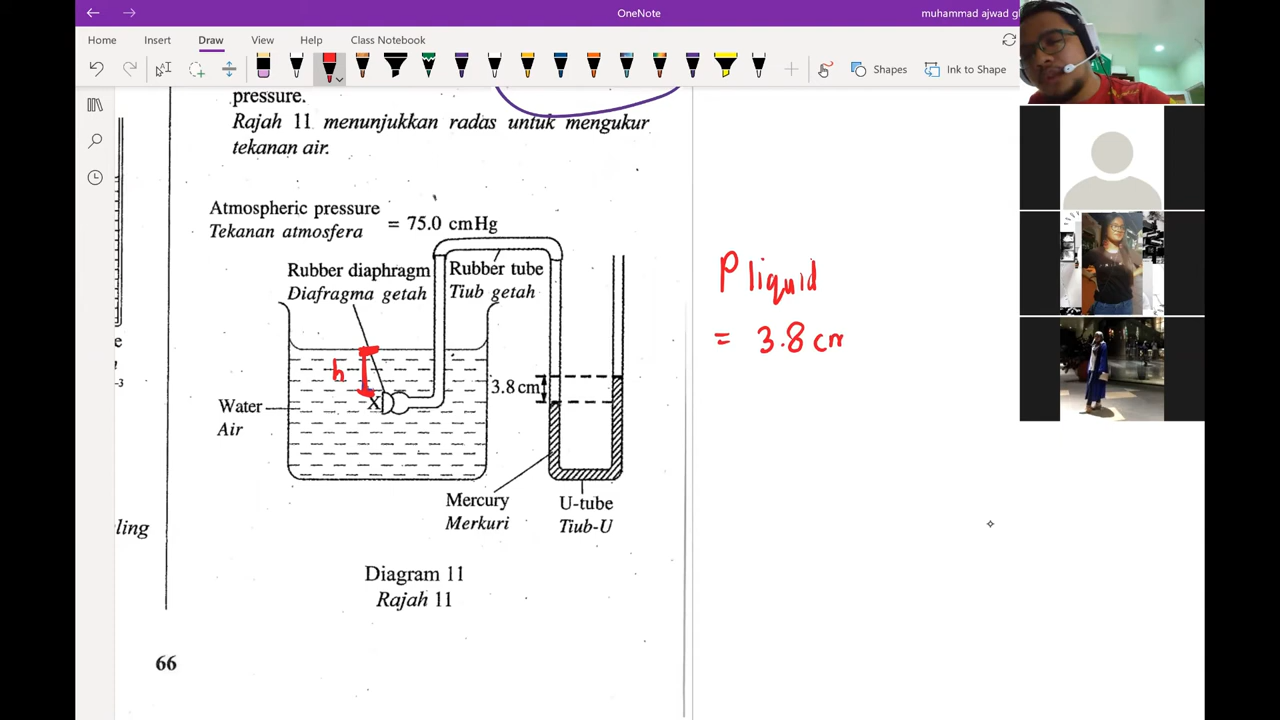 OneNote
muhammad ajwad gh
Home Insert Draw View Help Class Notebook
Shapes
Ink to Shape
pressure.
Rajah 11 menunjukkan radas untuk mengukur
tekanan air.
Atmospheric pressure
Tekanan atmosfera
= 75.0 cmHg
Rubber diaphragm
Diafragma getah
Rubber tube
Tiub getah
h
X
3.8 cm
Water
Air
Mercury
Merkuri
U-tube
Tiub-U
Diagram 11
Rajah 11
66
e
-3
ling
P liquid
= 3.8 cm